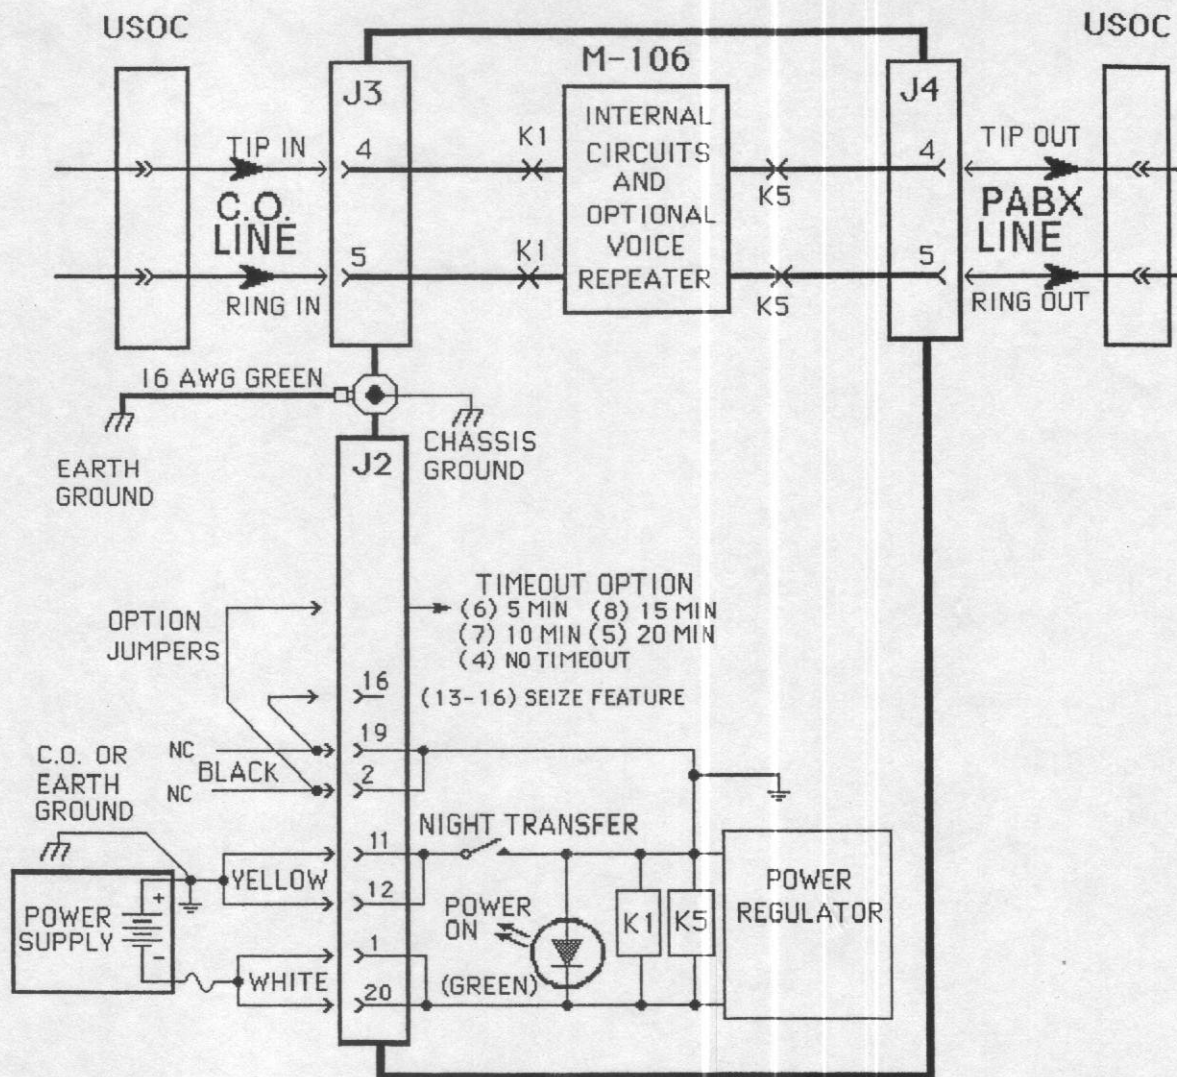 USOC
USOC
M-106
J3
J4
INTERNAL
CIRCUITS
AND
OPTIONAL
VOICE
REPEATER
TIP IN
4
K1
K5
4
TIP OUT
C.O.
LINE
PABX
LINE
5
K1
K5
5
RING IN
RING OUT
16 AWG GREEN
EARTH
GROUND
CHASSIS
GROUND
J2
TIMEOUT OPTION
(6) 5 MIN (8) 15 MIN
(7) 10 MIN (5) 20 MIN
(4) NO TIMEOUT
OPTION
JUMPERS
16
(13-16) SEIZE FEATURE
19
NC
BLACK
NC
2
C.O. OR
EARTH
GROUND
NIGHT TRANSFER
11
YELLOW
12
POWER
SUPPLY
+
-
POWER
ON
(GREEN)
K1
K5
POWER
REGULATOR
1
WHITE
20